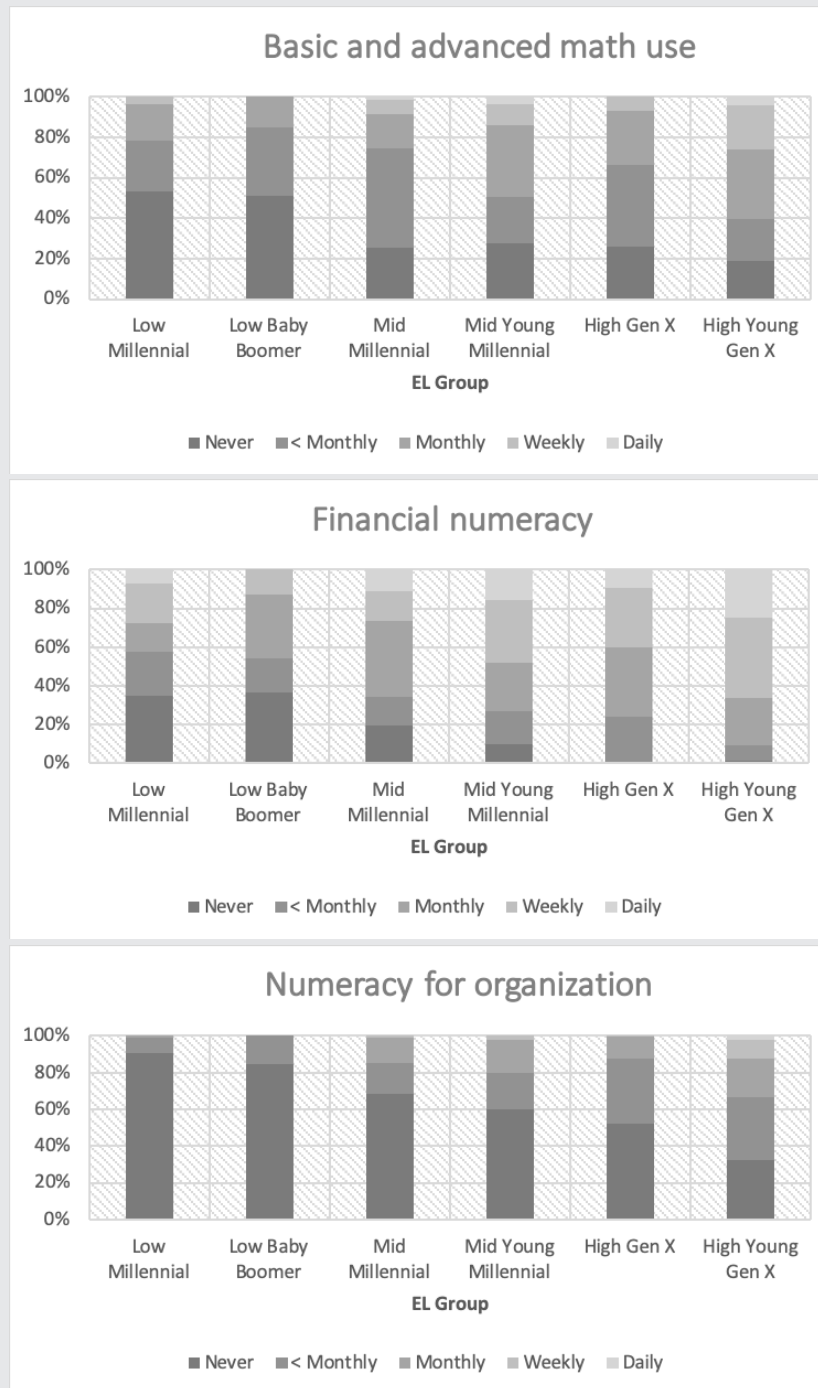 Basic and advanced math use
100%
80%
60%
40%
20%
0%
Low Millennial
Low Baby Boomer
Mid Millennial
Mid Young Millennial
High Gen X
High Young Gen X
EL Group
Never < Monthly Monthly Weekly Daily
Financial numeracy
100%
80%
60%
40%
20%
0%
Low Millennial
Low Baby Boomer
Mid Millennial
Mid Young Millennial
High Gen X
High Young Gen X
EL Group
Never < Monthly Monthly Weekly Daily
Numeracy for organization
100%
80%
60%
40%
20%
0%
Low Millennial
Low Baby Boomer
Mid Millennial
Mid Young Millennial
High Gen X
High Young Gen X
EL Group
Never < Monthly Monthly Weekly Daily